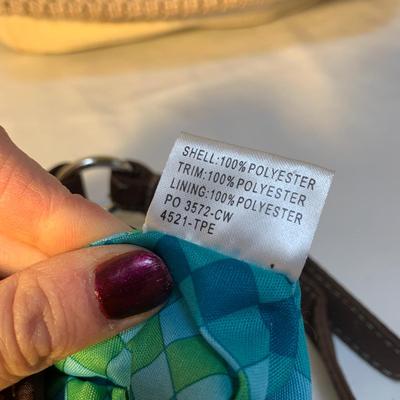 SHELL:100%POLYESTER
TRIM:100%POLYESTER
LINING:100%POLYESTER
PO 3572-CW
4521-TPE